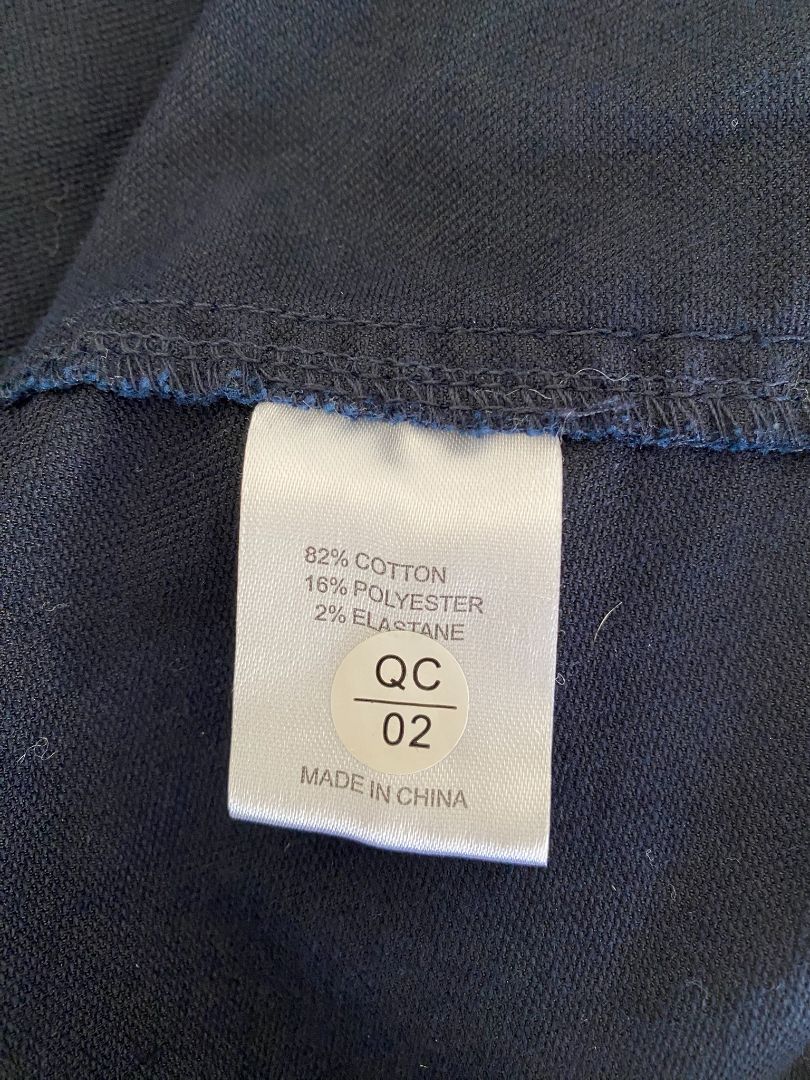 82% COTTON
16% POLYESTER
2% ELASTANE
QC
02
MADE IN CHINA